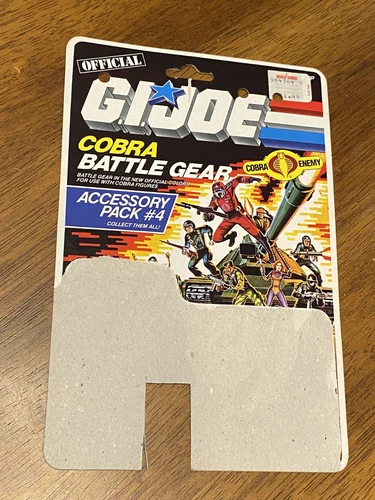 OFFICIAL
G.I. JOE
COBRA
BATTLE GEAR
BATTLE GEAR IN THE NEW OFFICIAL COLORS
FOR USE WITH COBRA FIGURES
COBRA ENEMY
ACCESSORY
PACK #4
COLLECT THEM ALL!